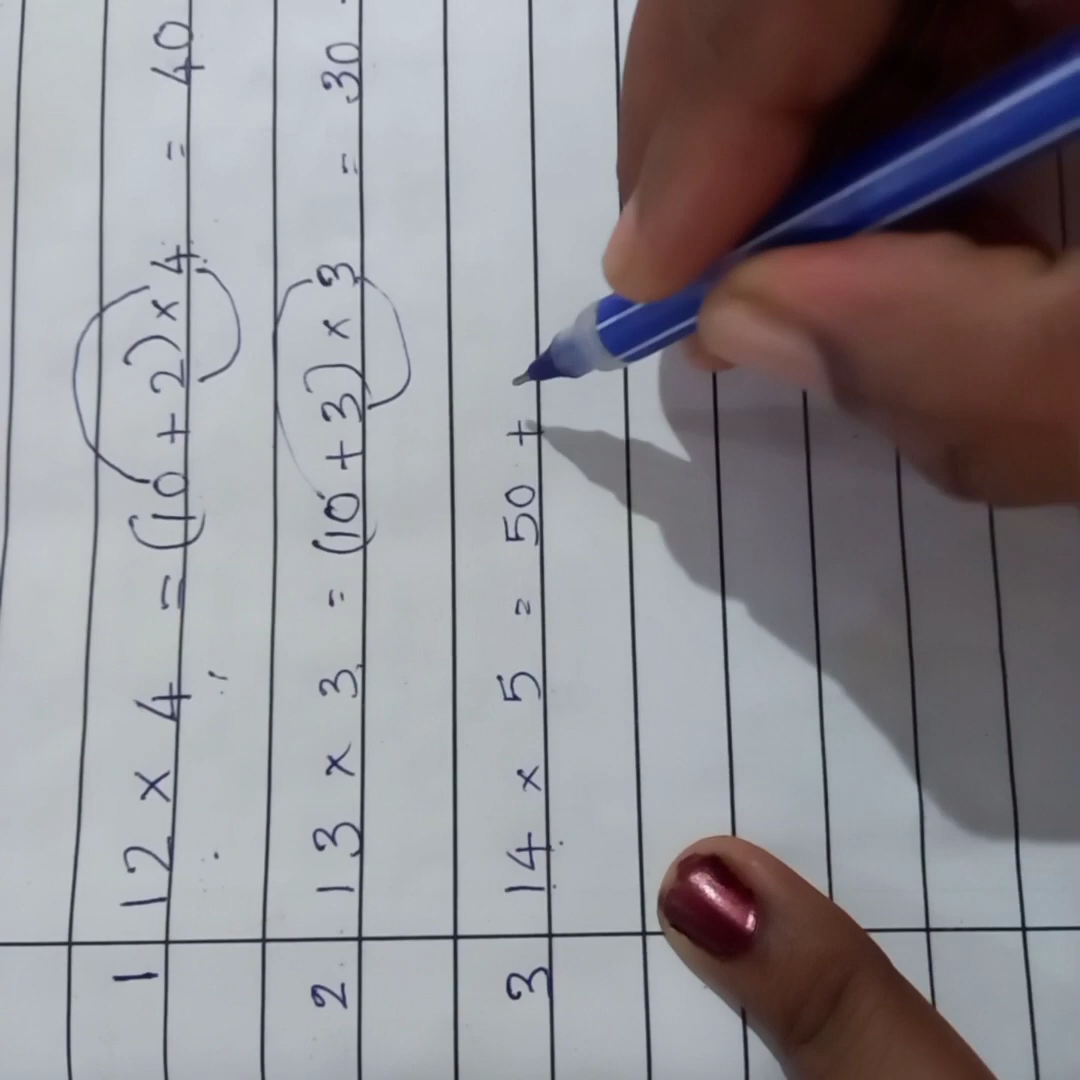 1 12 × 4 = (10 + 2) × 4 = 40
2 13 × 3 = (10 + 3) × 3 = 30
3 14 × 5 = 50 +